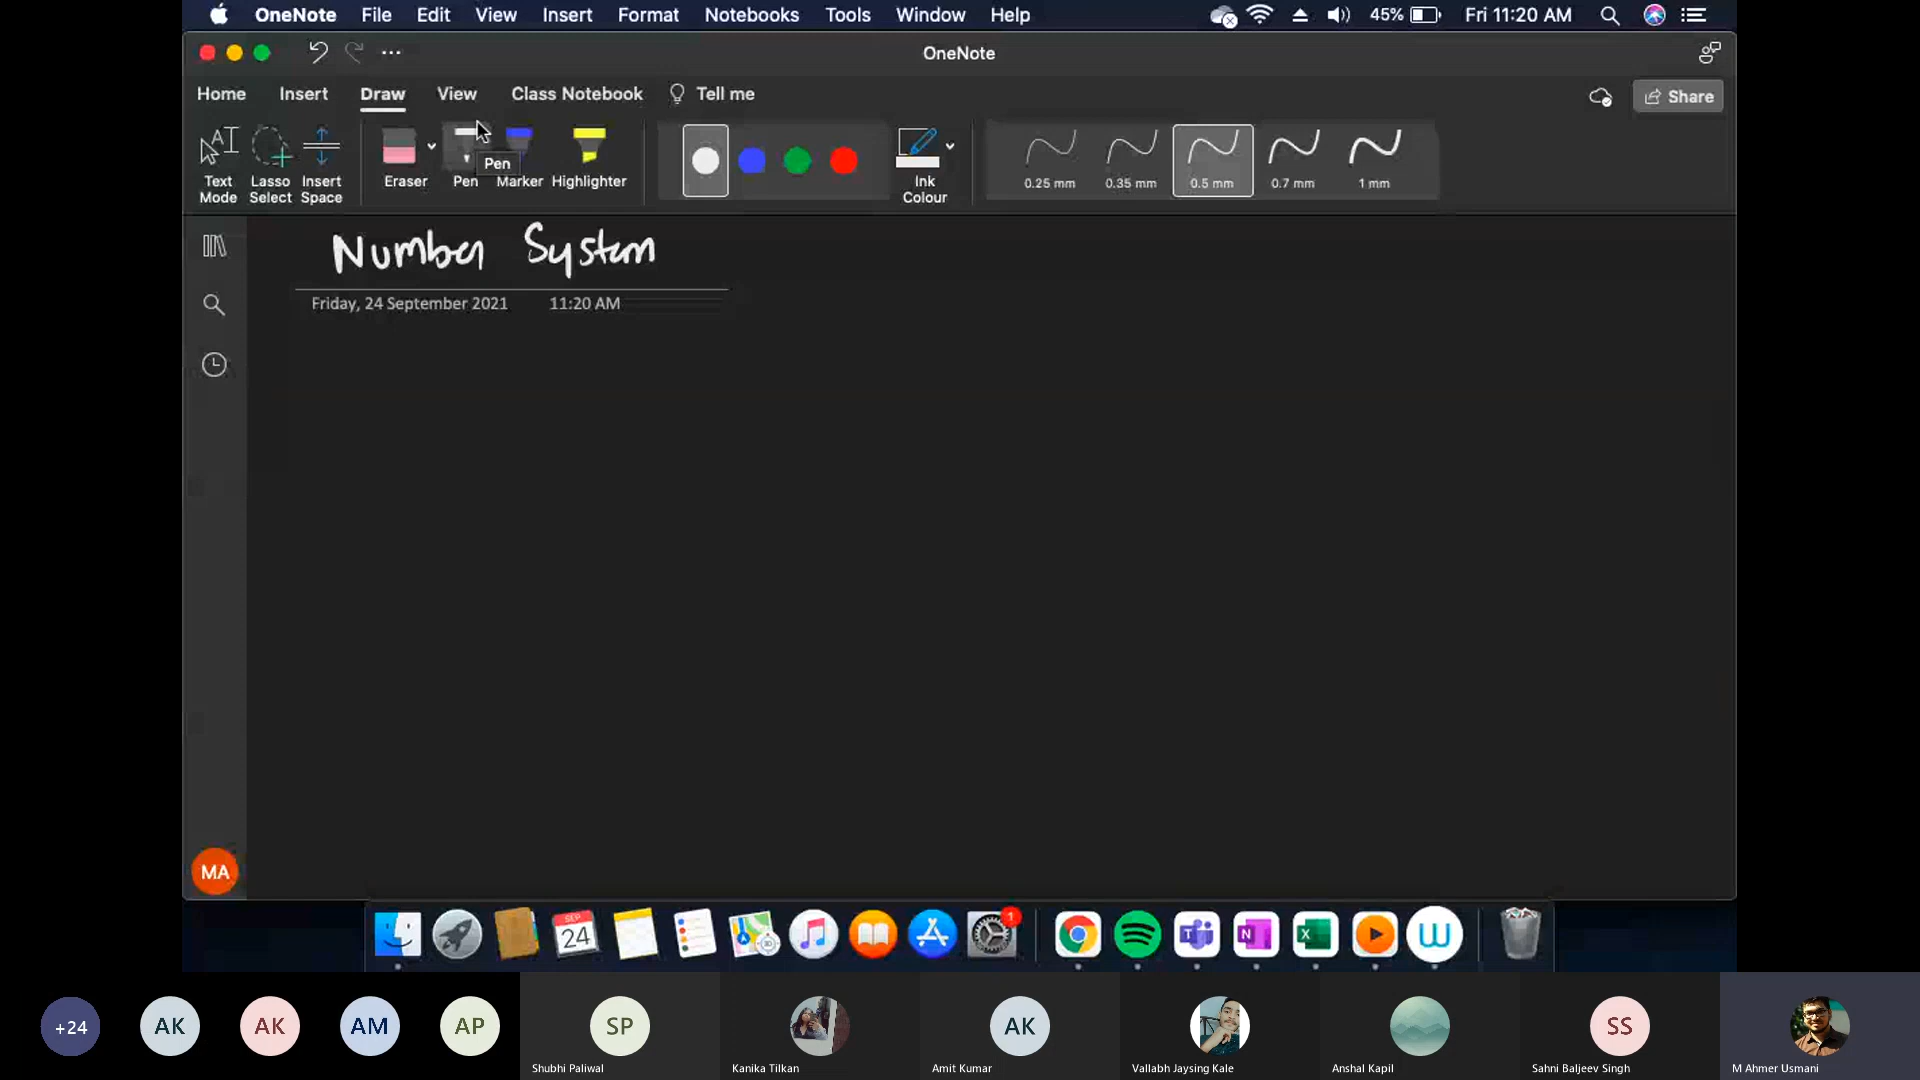 OneNote File Edit View Insert Format Notebooks Tools Window Help 45% Fri 11:20 AM
OneNote
Home Insert Draw View Class Notebook Tell me Share
Text Mode
Lasso Select
Insert Space
Eraser
Pen
Pen
Marker
Highlighter
Ink Colour
0.25 mm 0.35 mm 0.5 mm 0.7 mm 1 mm
Number System
Friday, 24 September 2021 11:20 AM
MA
SEP
24
1
+24 AK AK AM AP SP AK SS
Shubhi Paliwal Kanika Tilkan Amit Kumar Vallabh Jaysing Kale Anshal Kapil Sahni Baljeev Singh M Ahmer Usmani